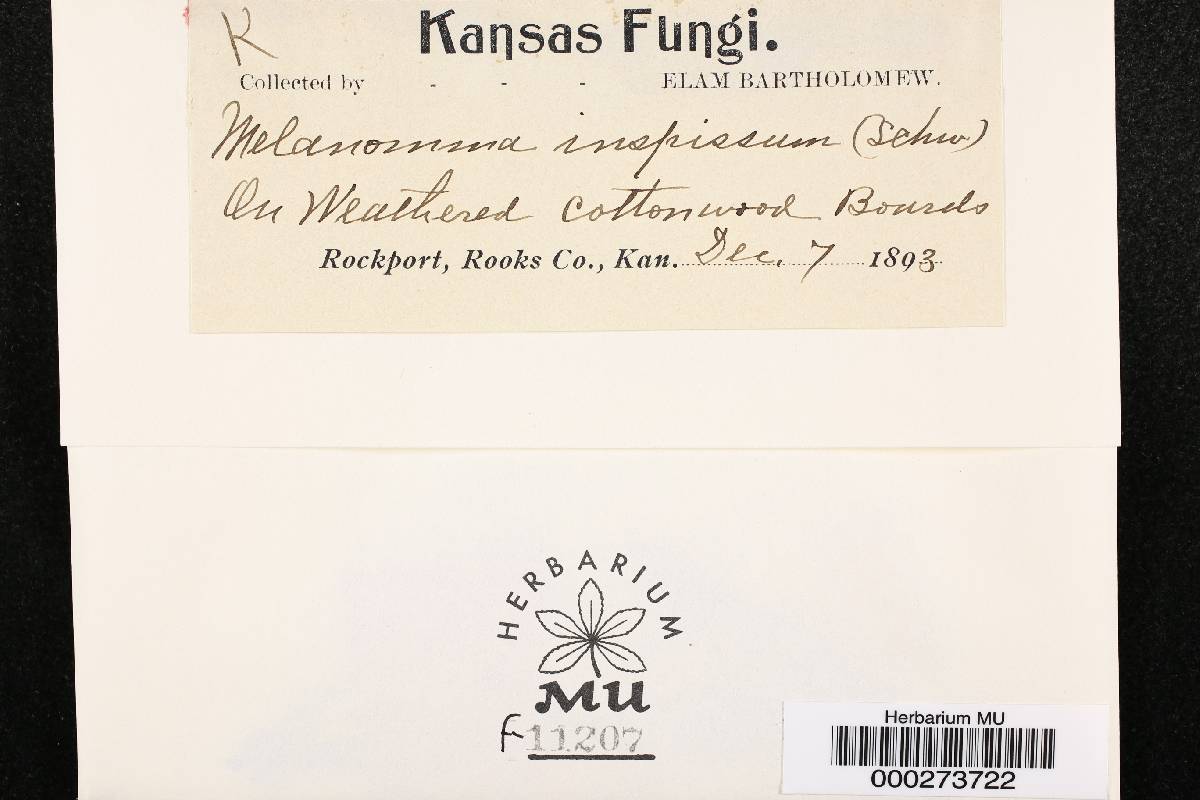 K
Kansas Fungi.
Collected by - - - ELAM BARTHOLOMEW.
Melanomma inspissum (Schw)
On Weathered cottonwood Boards
Rockport, Rooks Co., Kan. Dec. 7 1893
HERBARIUM
MU
F11207
Herbarium MU
000273722